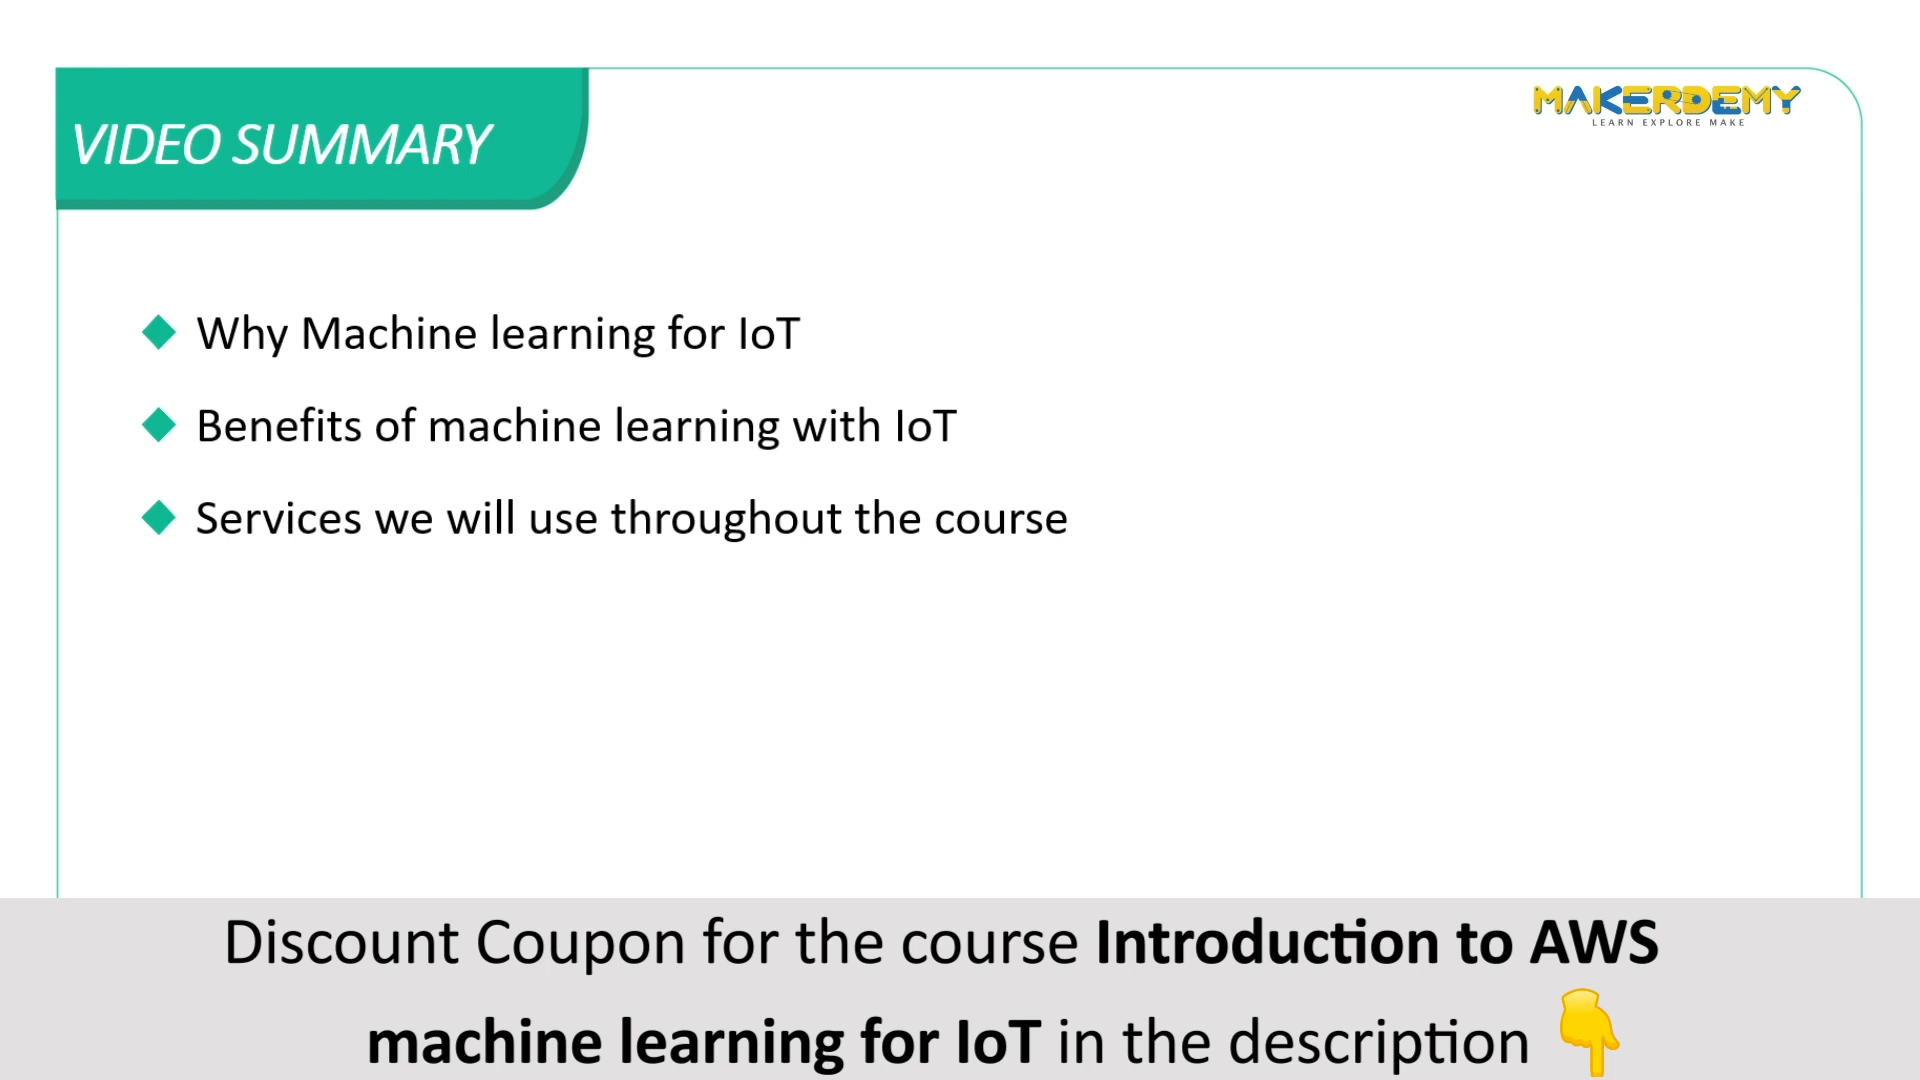 VIDEO SUMMARY
MAKERDEMY
LEARN EXPLORE MAKE
Why Machine learning for IoT
Benefits of machine learning with IoT
Services we will use throughout the course
Discount Coupon for the course Introduction to AWS
machine learning for IoT in the description 👇